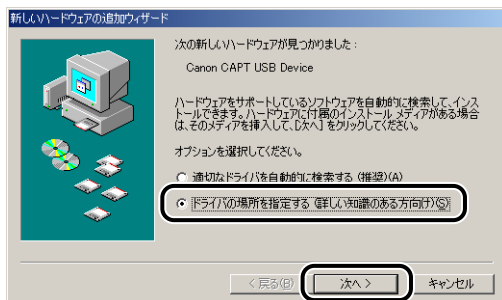 新しいハードウェアの追加ウィザード
次の新しいハードウェアが見つかりました :
Canon CAPT USB Device
ハードウェアをサポートしているソフトウェアを自動的に検索して、インス
トールできます。ハードウェアに付属のインストール メディアがある場合
は、そのメディアを挿入して、[次へ] をクリックしてください。
オプションを選択してください。
適切なドライバを自動的に検索する (推奨)(A)
ドライバの場所を指定する (詳しい知識のある方向け)(S)
< 戻る(B)
次へ >
キャンセル